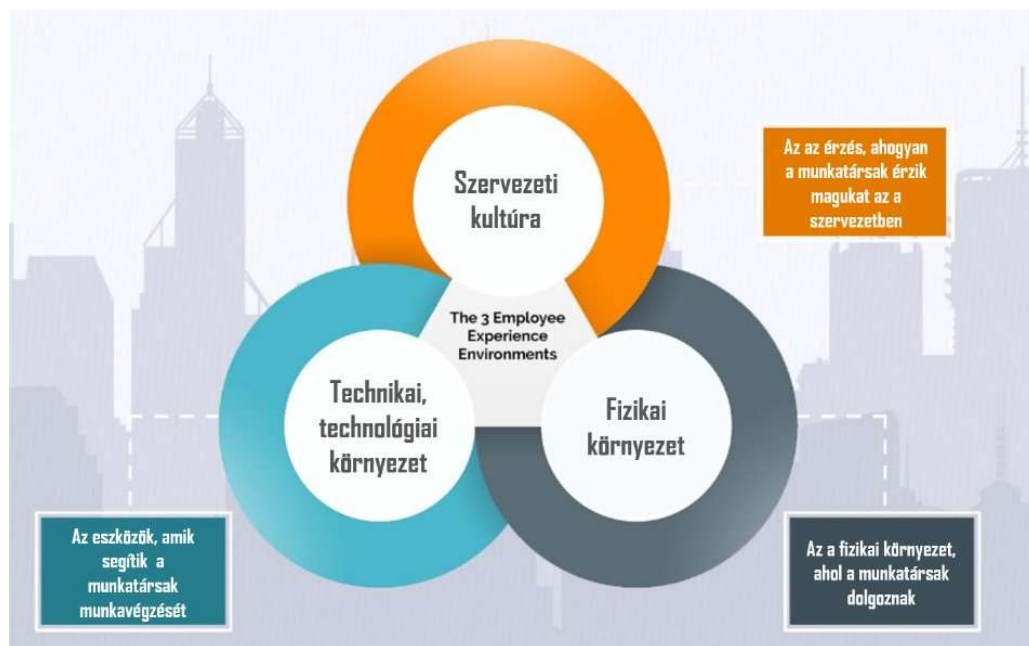 Szervezeti
kultúra
Az az érzés, ahogyan
a munkatársak érzik
magukat az a
szervezetben
The 3 Employee
Experience
Environments
Technikai,
technológiai
környezet
Fizikai
környezet
Az eszközök, amik
segítik a
munkatársak
munkavégzését
Az a fizikai környezet,
ahol a munkatársak
dolgoznak